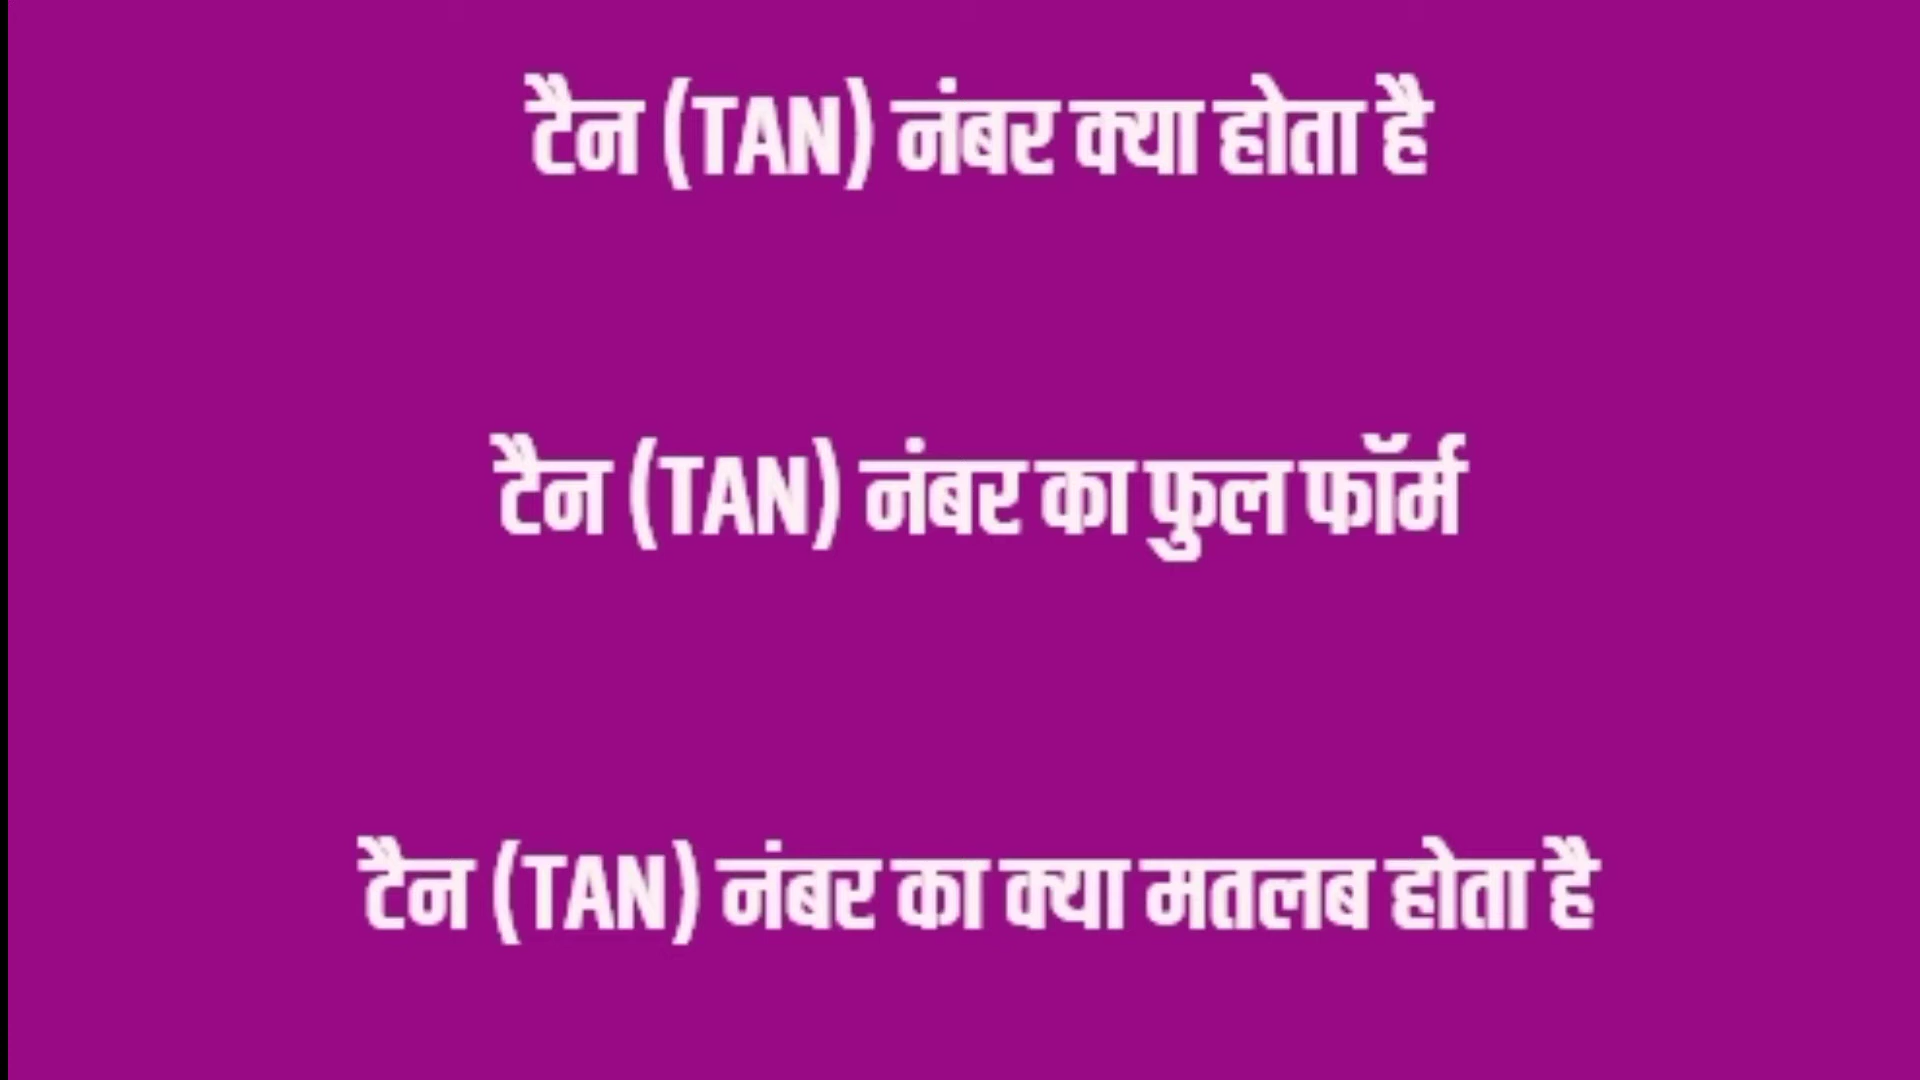 टैन (TAN) नंबर क्या होता है
टैन (TAN) नंबर का फुल फॉर्म
टैन (TAN) नंबर का क्या मतलब होता है